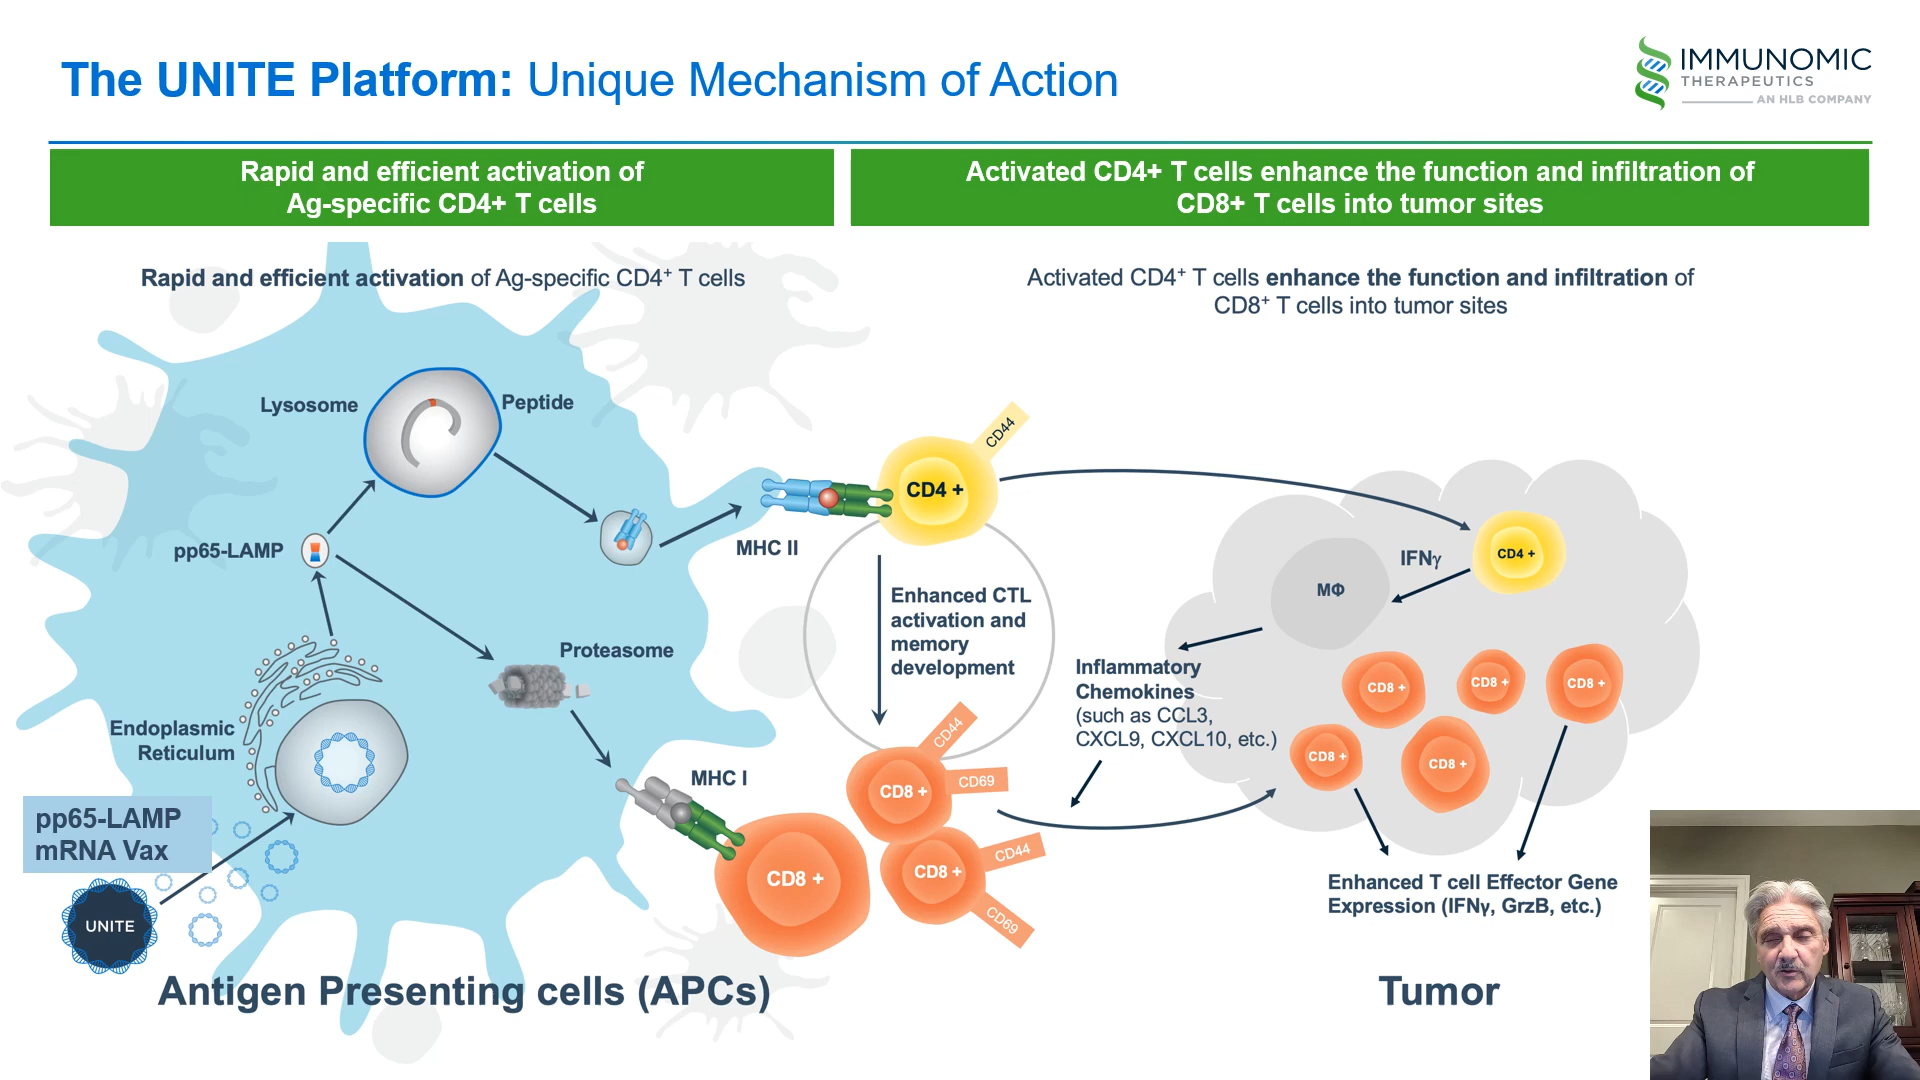 The UNITE Platform: Unique Mechanism of Action
IMMUNOMIC
THERAPEUTICS
AN HLB COMPANY
Rapid and efficient activation of
Ag-specific CD4+ T cells
Activated CD4+ T cells enhance the function and infiltration of
CD8+ T cells into tumor sites
Rapid and efficient activation of Ag-specific CD4⁺ T cells
Activated CD4⁺ T cells enhance the function and infiltration of
CD8⁺ T cells into tumor sites
Lysosome
Peptide
pp65-LAMP
Endoplasmic
Reticulum
Proteasome
MHC I
MHC II
pp65-LAMP
mRNA Vax
UNITE
CD4 +
CD44
Enhanced CTL
activation and
memory
development
CD8 +
CD8 +
CD44
CD69
CD8 +
CD44
CD69
Inflammatory
Chemokines
(such as CCL3,
CXCL9, CXCL10, etc.)
MΦ
IFNγ
CD4 +
CD8 +
CD8 +
CD8 +
CD8 +
CD8 +
Enhanced T cell Effector Gene
Expression (IFNγ, GrzB, etc.)
Antigen Presenting cells (APCs)
Tumor